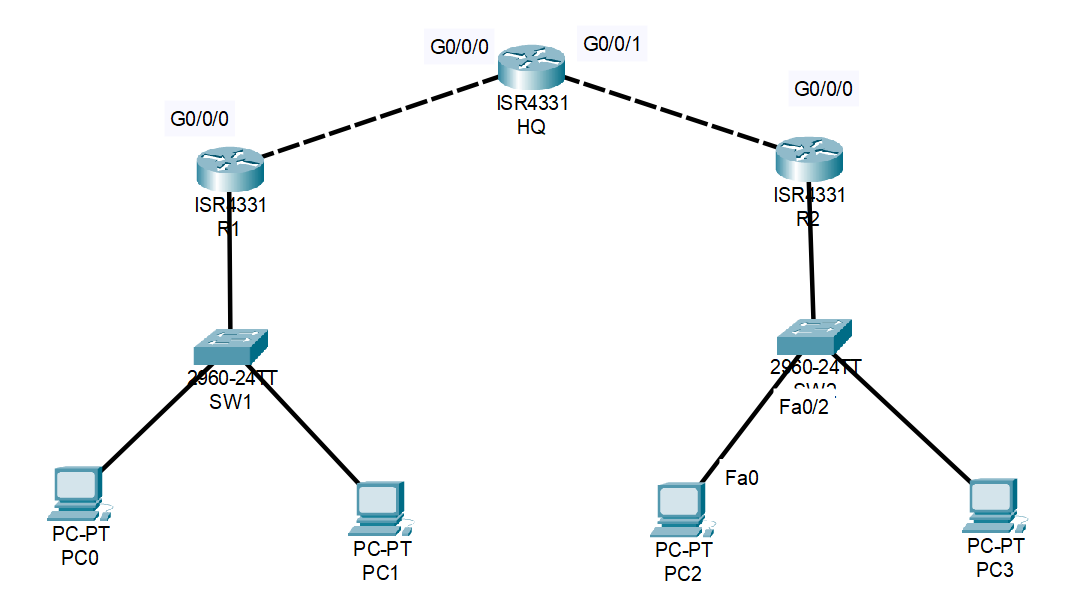 G0/0/0
G0/0/1
ISR4331
HQ
G0/0/0
G0/0/0
ISR4331
R1
ISR4331
R2
2960-24TT
SW1
2960-24TT
SW2
Fa0/2
Fa0
PC-PT
PC0
PC-PT
PC1
PC-PT
PC2
PC-PT
PC3